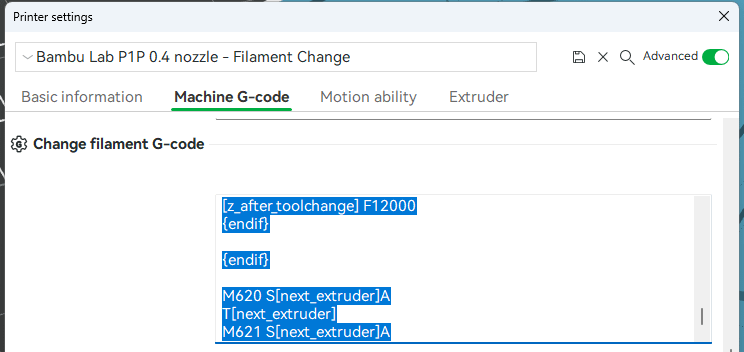 Printer settings
Bambu Lab P1P 0.4 nozzle - Filament Change
Advanced
Basic information
Machine G-code
Motion ability
Extruder
Change filament G-code
[z_after_toolchange] F12000
{endif}
{endif}
M620 S[next_extruder]A
T[next_extruder]
M621 S[next_extruder]A